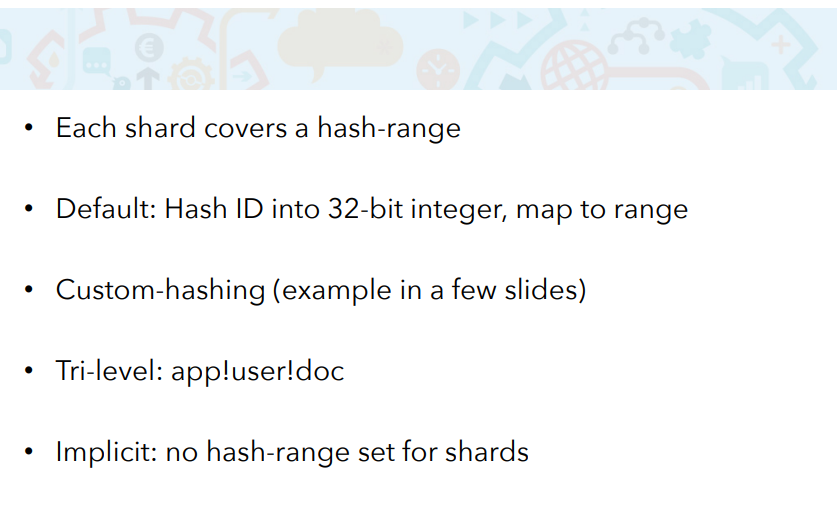 • Each shard covers a hash-range
• Default: Hash ID into 32-bit integer, map to range
• Custom-hashing (example in a few slides)
• Tri-level: app!user!doc
• Implicit: no hash-range set for shards